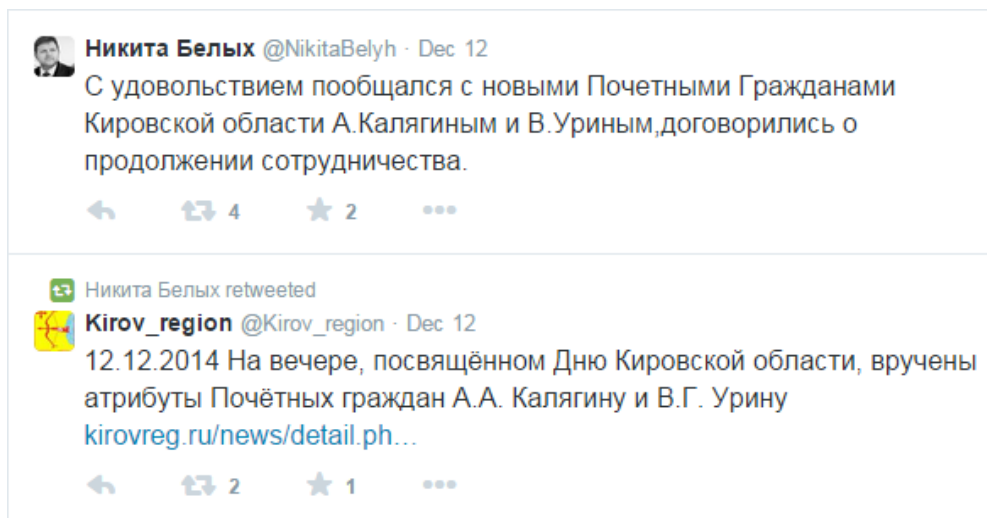 Никита Белых @NikitaBelyh · Dec 12
С удовольствием пообщался с новыми Почетными Гражданами
Кировской области А.Калягиным и В.Уриным,договорились о
продолжении сотрудничества.
4 2
Никита Белых retweeted
Kirov_region @Kirov_region · Dec 12
12.12.2014 На вечере, посвящённом Дню Кировской области, вручены
атрибуты Почётных граждан А.А. Калягину и В.Г. Урину
kirovreg.ru/news/detail.ph…
2 1